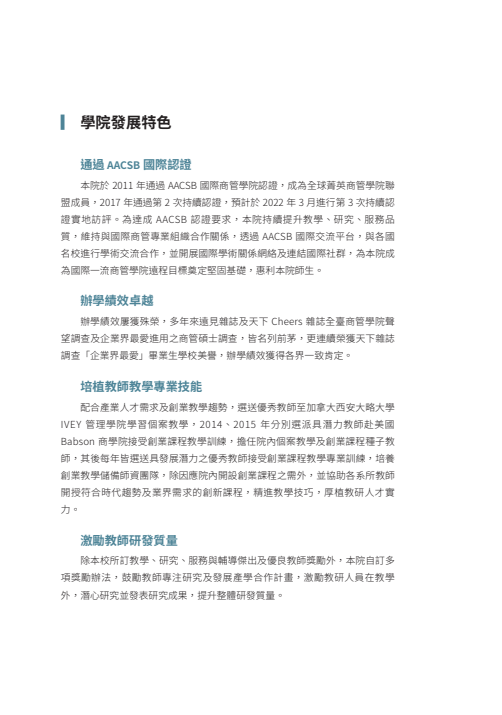 學院發展特色
通過 AACSB 國際認證
本院於 2011 年通過 AACSB 國際商管學院認證，成為全球菁英商管學院聯
盟成員，2017 年通過第 2 次持續認證，預計於 2022 年 3 月進行第 3 次持續認
證實地訪評。為達成 AACSB 認證要求，本院持續提升教學、研究、服務品
質，維持與國際商管專業組織合作關係，透過 AACSB 國際交流平台，與各國
名校進行學術交流合作，並開展國際學術關係網絡及連結國際社群，為本院成
為國際一流商管學院遠程目標奠定堅固基礎，惠利本院師生。
辦學績效卓越
辦學績效屢獲殊榮，多年來遠見雜誌及天下 Cheers 雜誌全臺商管學院聲
望調查及企業界最愛進用之商管碩士調查，皆名列前茅，更連續榮獲天下雜誌
調查「企業界最愛」畢業生學校美譽，辦學績效獲得各界一致肯定。
培植教師教學專業技能
配合產業人才需求及創業教學趨勢，選送優秀教師至加拿大西安大略大學
IVEY 管理學院學習個案教學，2014、2015 年分別選派具潛力教師赴美國
Babson 商學院接受創業課程教學訓練，擔任院內個案教學及創業課程種子教
師，其後每年皆選送具發展潛力之優秀教師接受創業課程教學專業訓練，培養
創業教學儲備師資團隊，除因應院內開設創業課程之需外，並協助各系所教師
開授符合時代趨勢及業界需求的創新課程，精進教學技巧，厚植教研人才實
力。
激勵教師研發質量
除本校所訂教學、研究、服務與輔導傑出及優良教師獎勵外，本院自訂多
項獎勵辦法，鼓勵教師專注研究及發展產學合作計畫，激勵教研人員在教學
外，潛心研究並發表研究成果，提升整體研發質量。